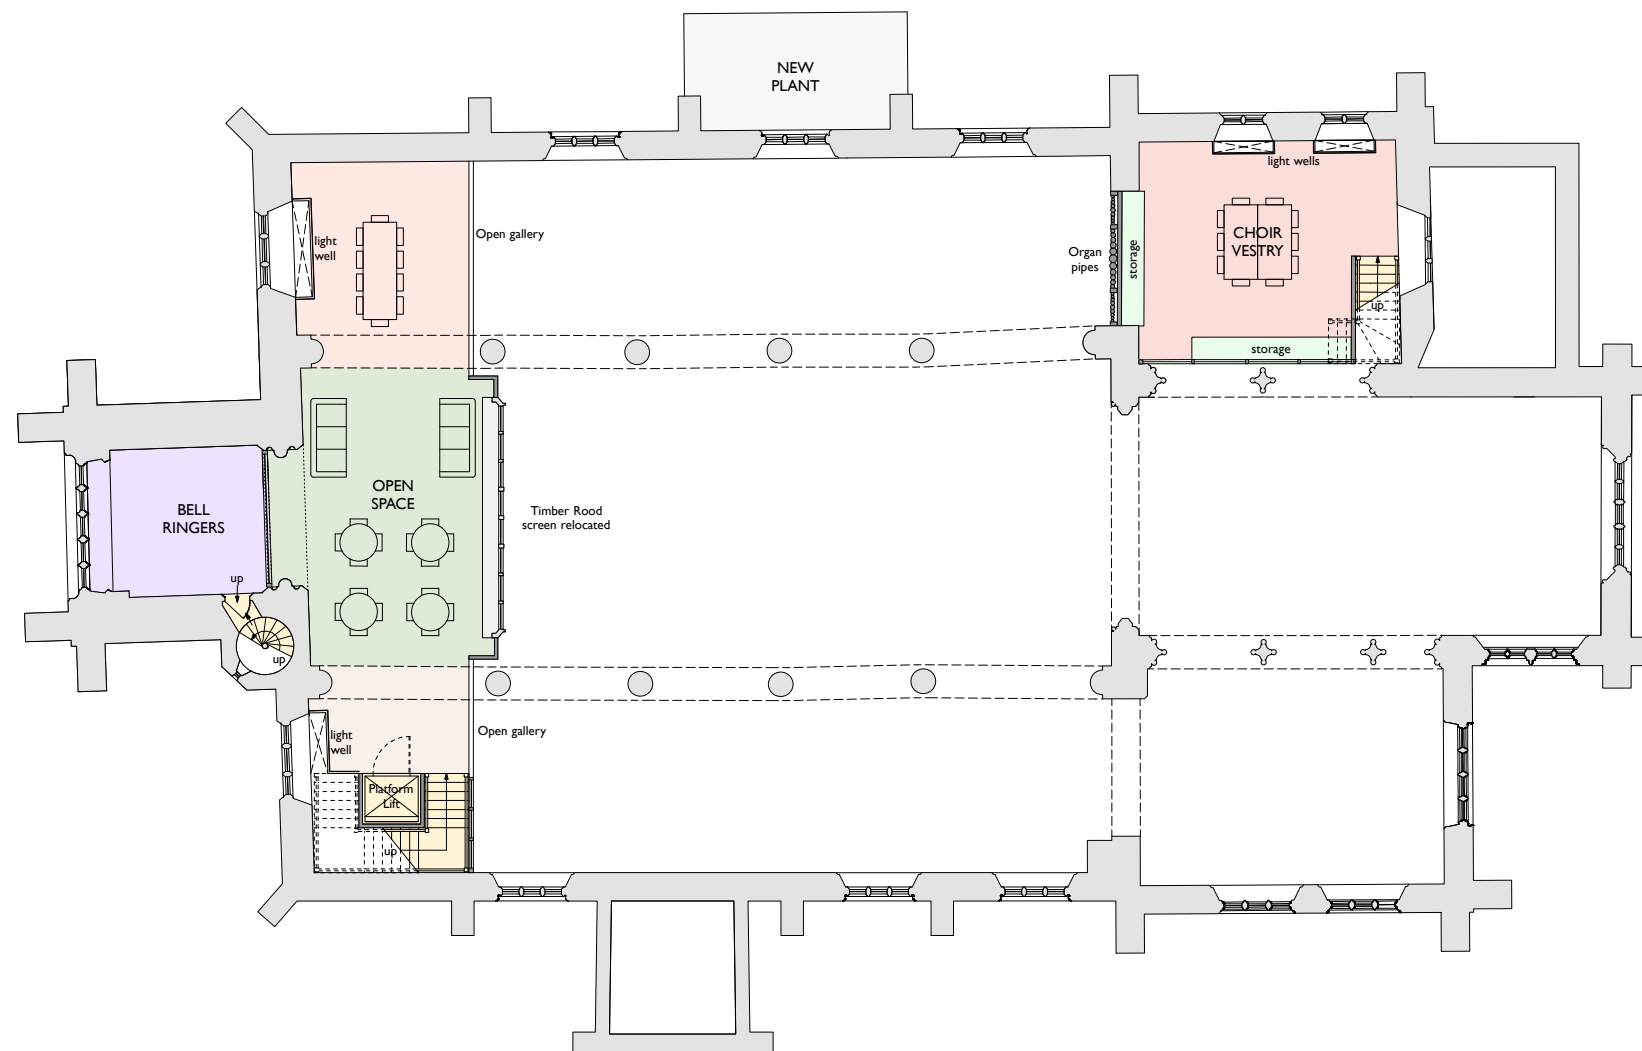 NEW
PLANT
light wells
Open gallery
light
well
Organ
pipes
storage
CHOIR
VESTRY
up
storage
OPEN
SPACE
BELL
RINGERS
Timber Rood
screen relocated
up
up
light
well
Open gallery
Platform
Lift
up